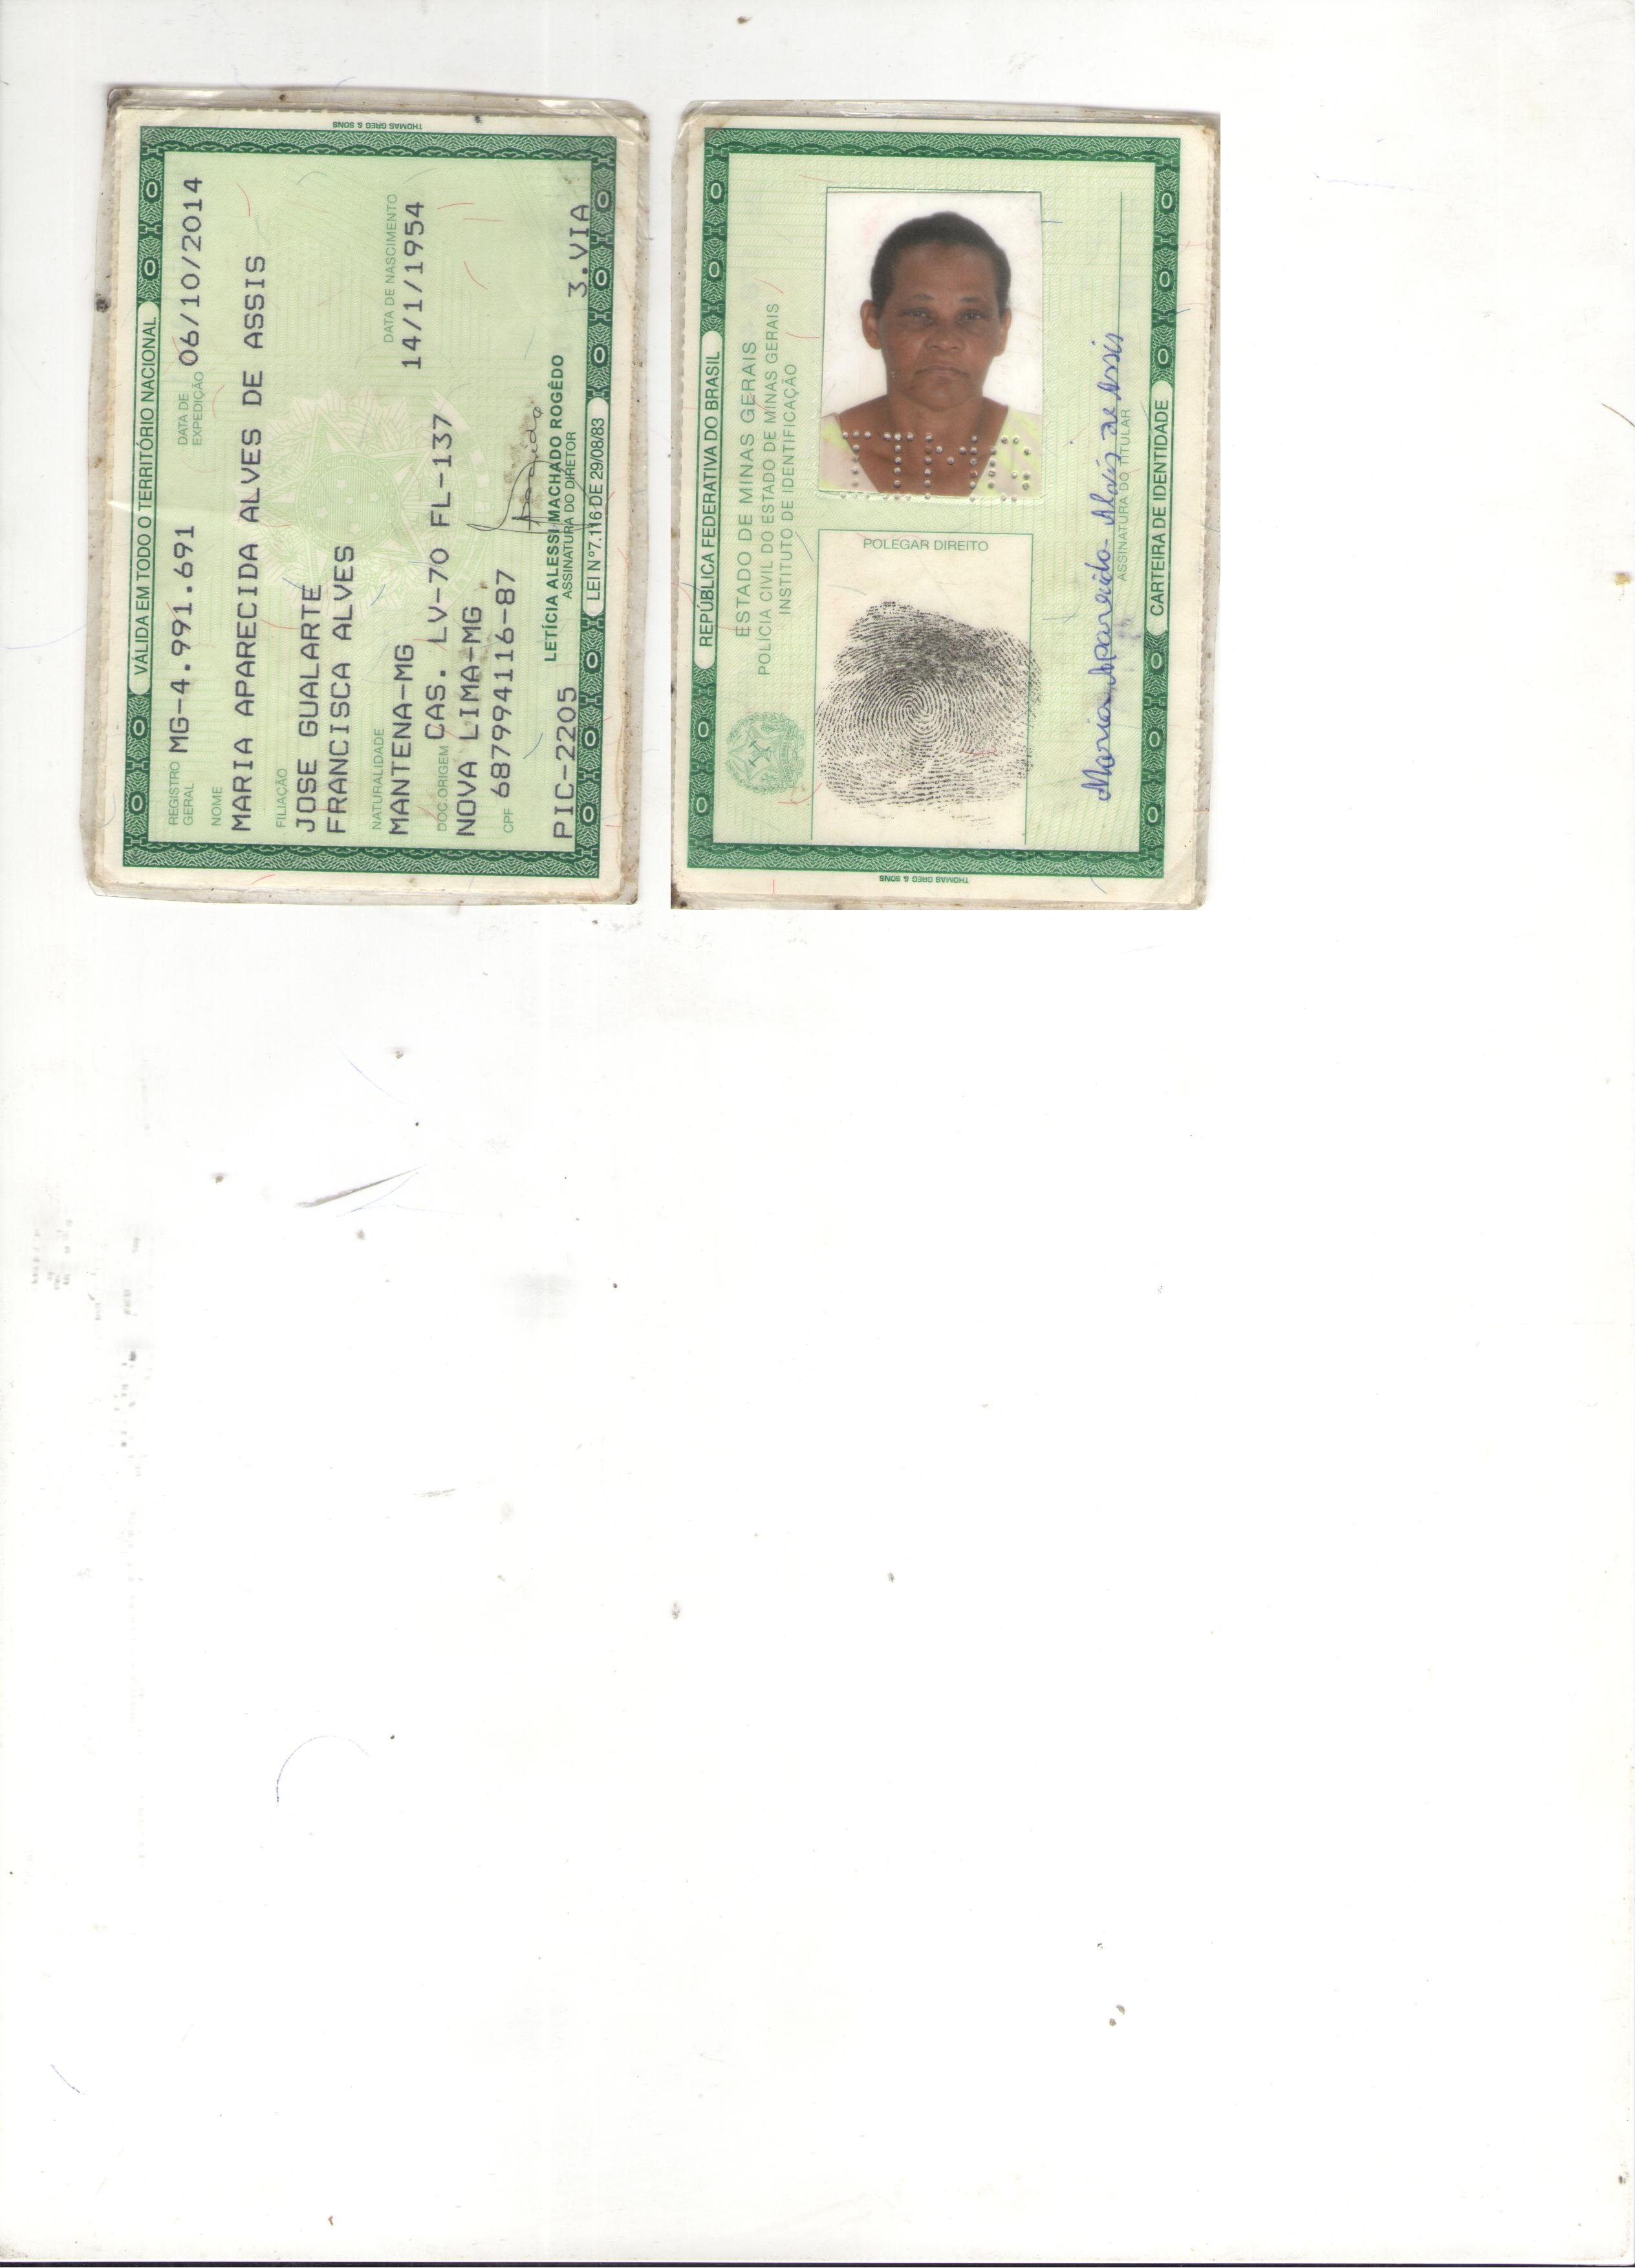 THOMAS GREG & SONS
VÁLIDA EM TODO O TERRITÓRIO NACIONAL
REGISTRO GERAL MG-4.991.691 DATA DE EXPEDIÇÃO 06/10/2014
NOME
MARIA APARECIDA ALVES DE ASSIS
FILIAÇÃO
JOSE GUALARTE
FRANCISCA ALVES
NATURALIDADE DATA DE NASCIMENTO
MANTENA-MG 14/1/1954
DOC. ORIGEM CAS. LV-70 FL-137
NOVA LIMA-MG
CPF 687994116-87
LETÍCIA ALESSI MACHADO ROGÊDO
PIC-2205 ASSINATURA DO DIRETOR 3.VIA
LEI Nº 7.116 DE 29/08/83
REPÚBLICA FEDERATIVA DO BRASIL
ESTADO DE MINAS GERAIS
POLÍCIA CIVIL DO ESTADO DE MINAS GERAIS
INSTITUTO DE IDENTIFICAÇÃO
POLEGAR DIREITO
Maria Aparecida Alves de Assis
ASSINATURA DO TITULAR
CARTEIRA DE IDENTIDADE
THOMAS GREG & SONS